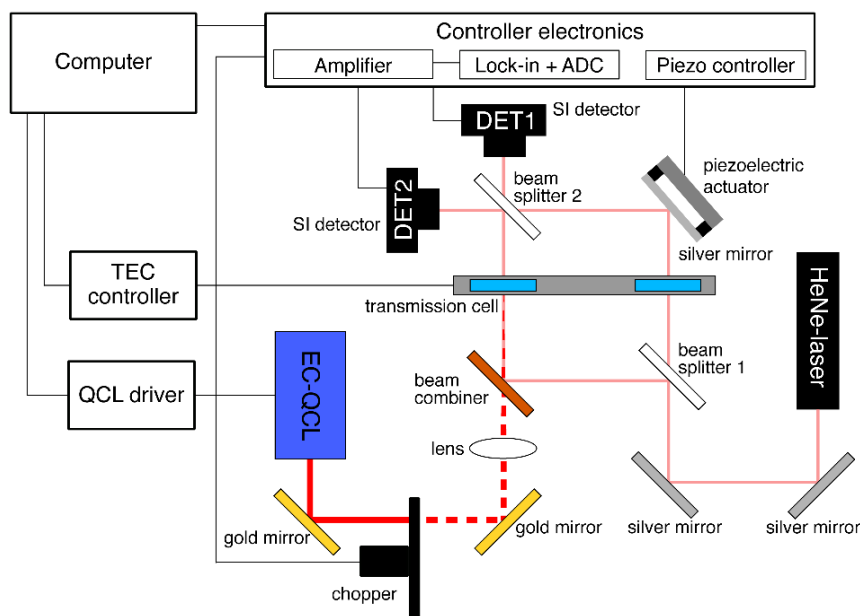 Computer
Controller electronics
Amplifier
Lock-in + ADC
Piezo controller
DET1
SI detector
DET2
SI detector
beam
splitter 2
piezoelectric
actuator
silver mirror
TEC
controller
transmission cell
HeNe-laser
QCL driver
EC-QCL
beam
combiner
beam
splitter 1
lens
gold mirror
gold mirror
silver mirror
silver mirror
chopper